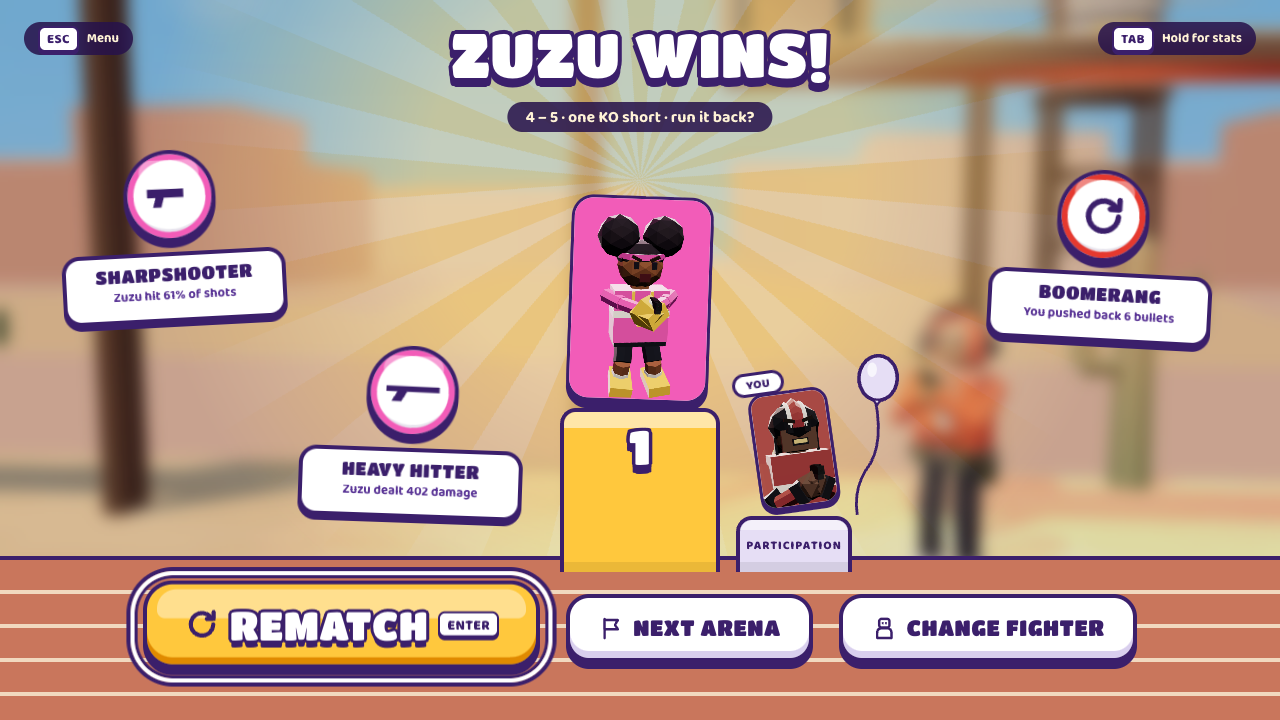 ESC Menu
ZUZU WINS!
TAB Hold for stats
4 – 5 · one KO short · run it back?
SHARPSHOOTER
Zuzu hit 61% of shots
BOOMERANG
You pushed back 6 bullets
HEAVY HITTER
Zuzu dealt 402 damage
YOU
1
PARTICIPATION
REMATCH ENTER
NEXT ARENA
CHANGE FIGHTER